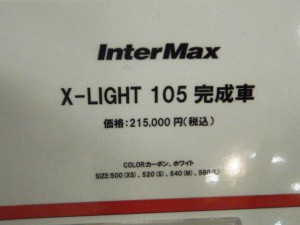 InterMax
X-LIGHT 105 完成車
価格:215.000円(税込)
COLOR:カーボン、ホワイト
SIZE:500(XS)、520(S)、540(M)、560(L)